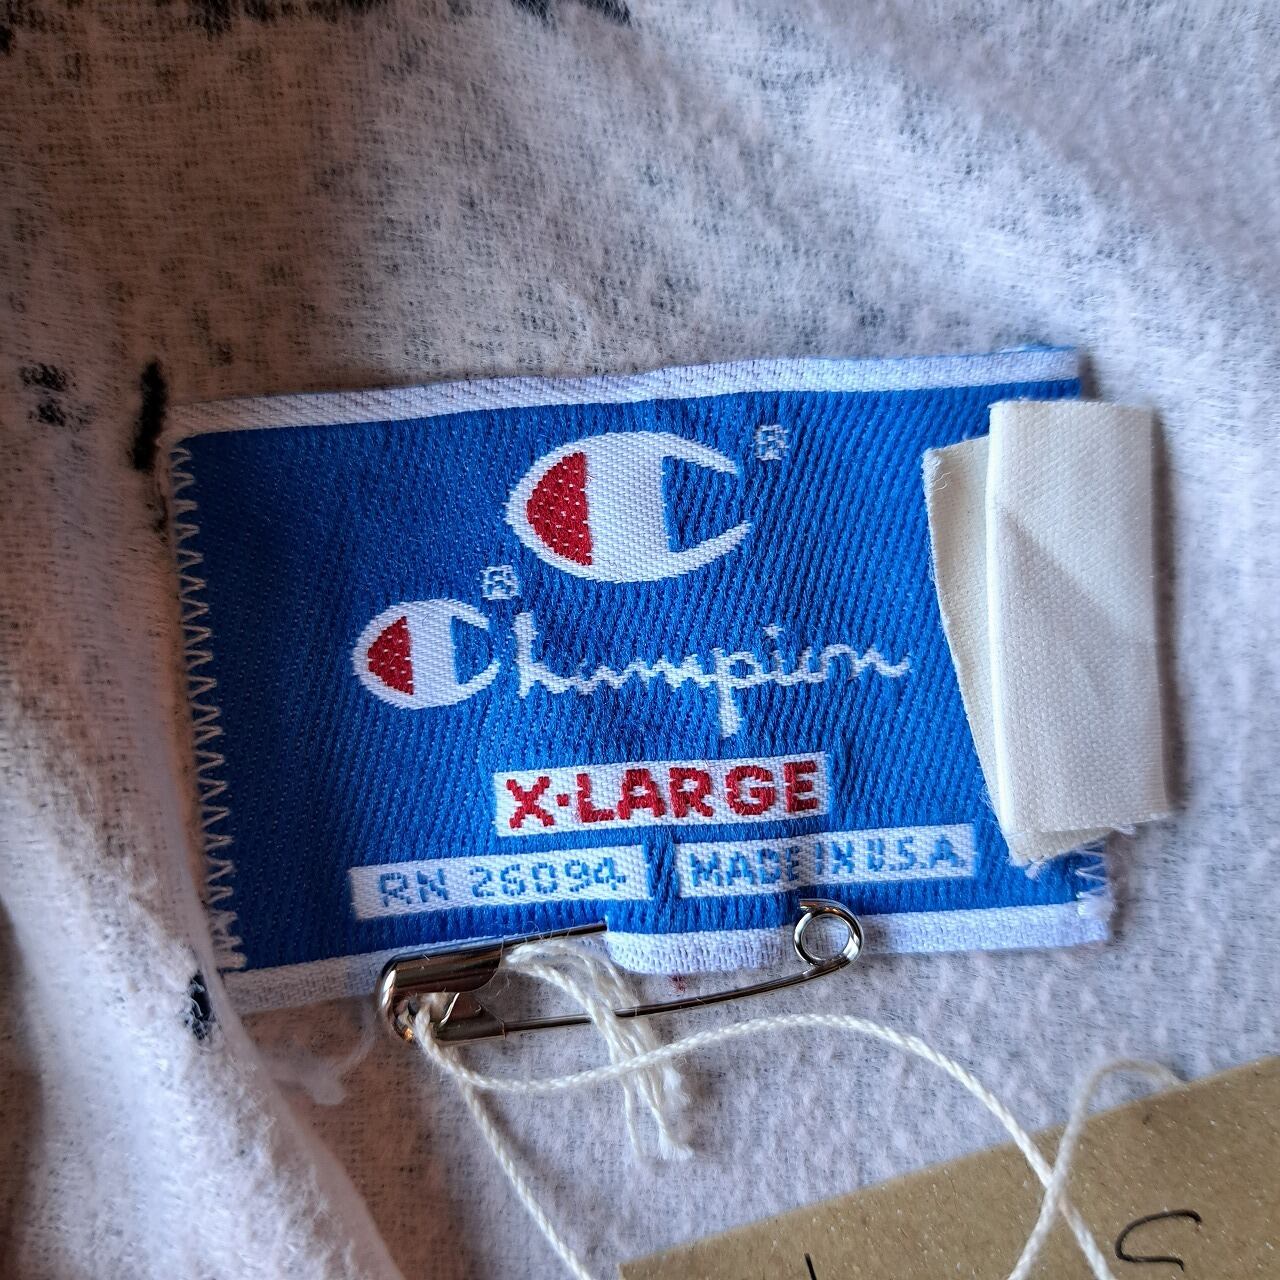 ®
Champion®
X-LARGE
RN 26094 MADE IN U.S.A.